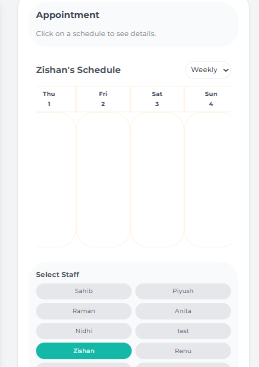 Appointment
Click on a schedule to see details.
Zishan's Schedule
Weekly
Thu Fri Sat Sun
1 2 3 4
Select Staff
Sahib Piyush
Raman Anita
Nidhi test
Zishan Renu